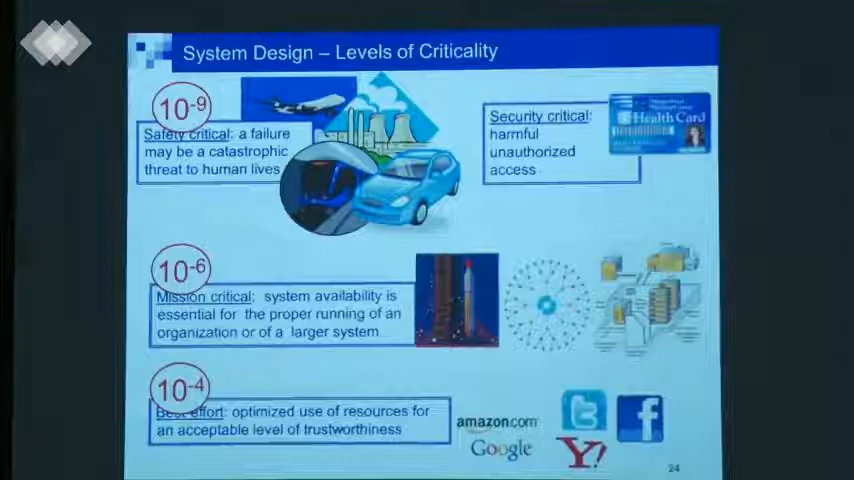 System Design – Levels of Criticality
10-9
Safety critical: a failure
may be a catastrophic
threat to human lives
Security critical:
harmful
unauthorized
access
Health Card
10-6
Mission critical: system availability is
essential for the proper running of an
organization or of a larger system
10-4
Best effort: optimized use of resources for
an acceptable level of trustworthiness
amazon.com
Google
Y!
24